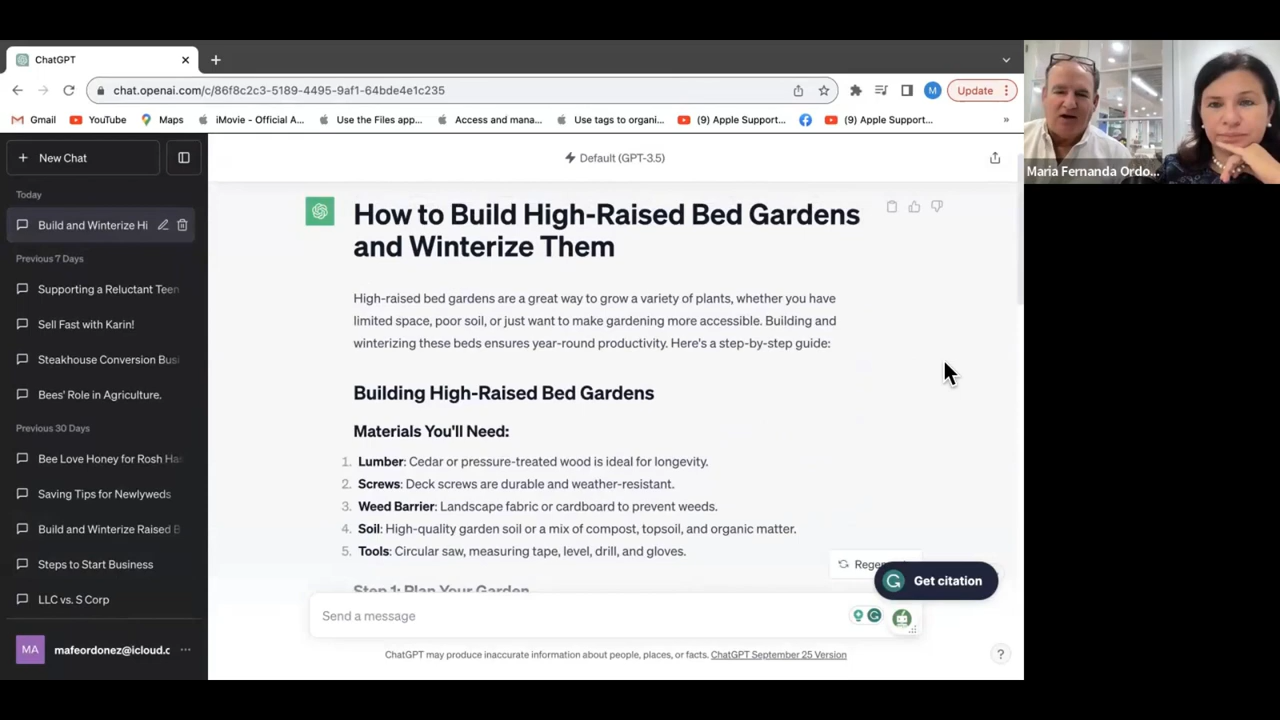 ChatGPT
chat.openai.com/c/86f8c2c3-5189-4495-9af1-64bde4e1c235
M
Update
Gmail
YouTube
Maps
iMovie - Official A...
Use the Files app...
Access and mana...
Use tags to organi...
(9) Apple Support...
(9) Apple Support...
»
Maria Fernanda Ordo...
New Chat
Today
Build and Winterize Hi
Previous 7 Days
Supporting a Reluctant Teen
Sell Fast with Karin!
Steakhouse Conversion Busi
Bees' Role in Agriculture.
Previous 30 Days
Bee Love Honey for Rosh Ha
Saving Tips for Newlyweds
Build and Winterize Raised B
Steps to Start Business
LLC vs. S Corp
MA
mafeordonez@icloud.c
...
Default (GPT-3.5)
How to Build High-Raised Bed Gardens
and Winterize Them
High-raised bed gardens are a great way to grow a variety of plants, whether you have
limited space, poor soil, or just want to make gardening more accessible. Building and
winterizing these beds ensures year-round productivity. Here's a step-by-step guide:
Building High-Raised Bed Gardens
Materials You'll Need:
1. Lumber: Cedar or pressure-treated wood is ideal for longevity.
2. Screws: Deck screws are durable and weather-resistant.
3. Weed Barrier: Landscape fabric or cardboard to prevent weeds.
4. Soil: High-quality garden soil or a mix of compost, topsoil, and organic matter.
5. Tools: Circular saw, measuring tape, level, drill, and gloves.
Step 1: Plan Your Garden
Rege
Get citation
Send a message
ChatGPT may produce inaccurate information about people, places, or facts. ChatGPT September 25 Version
?